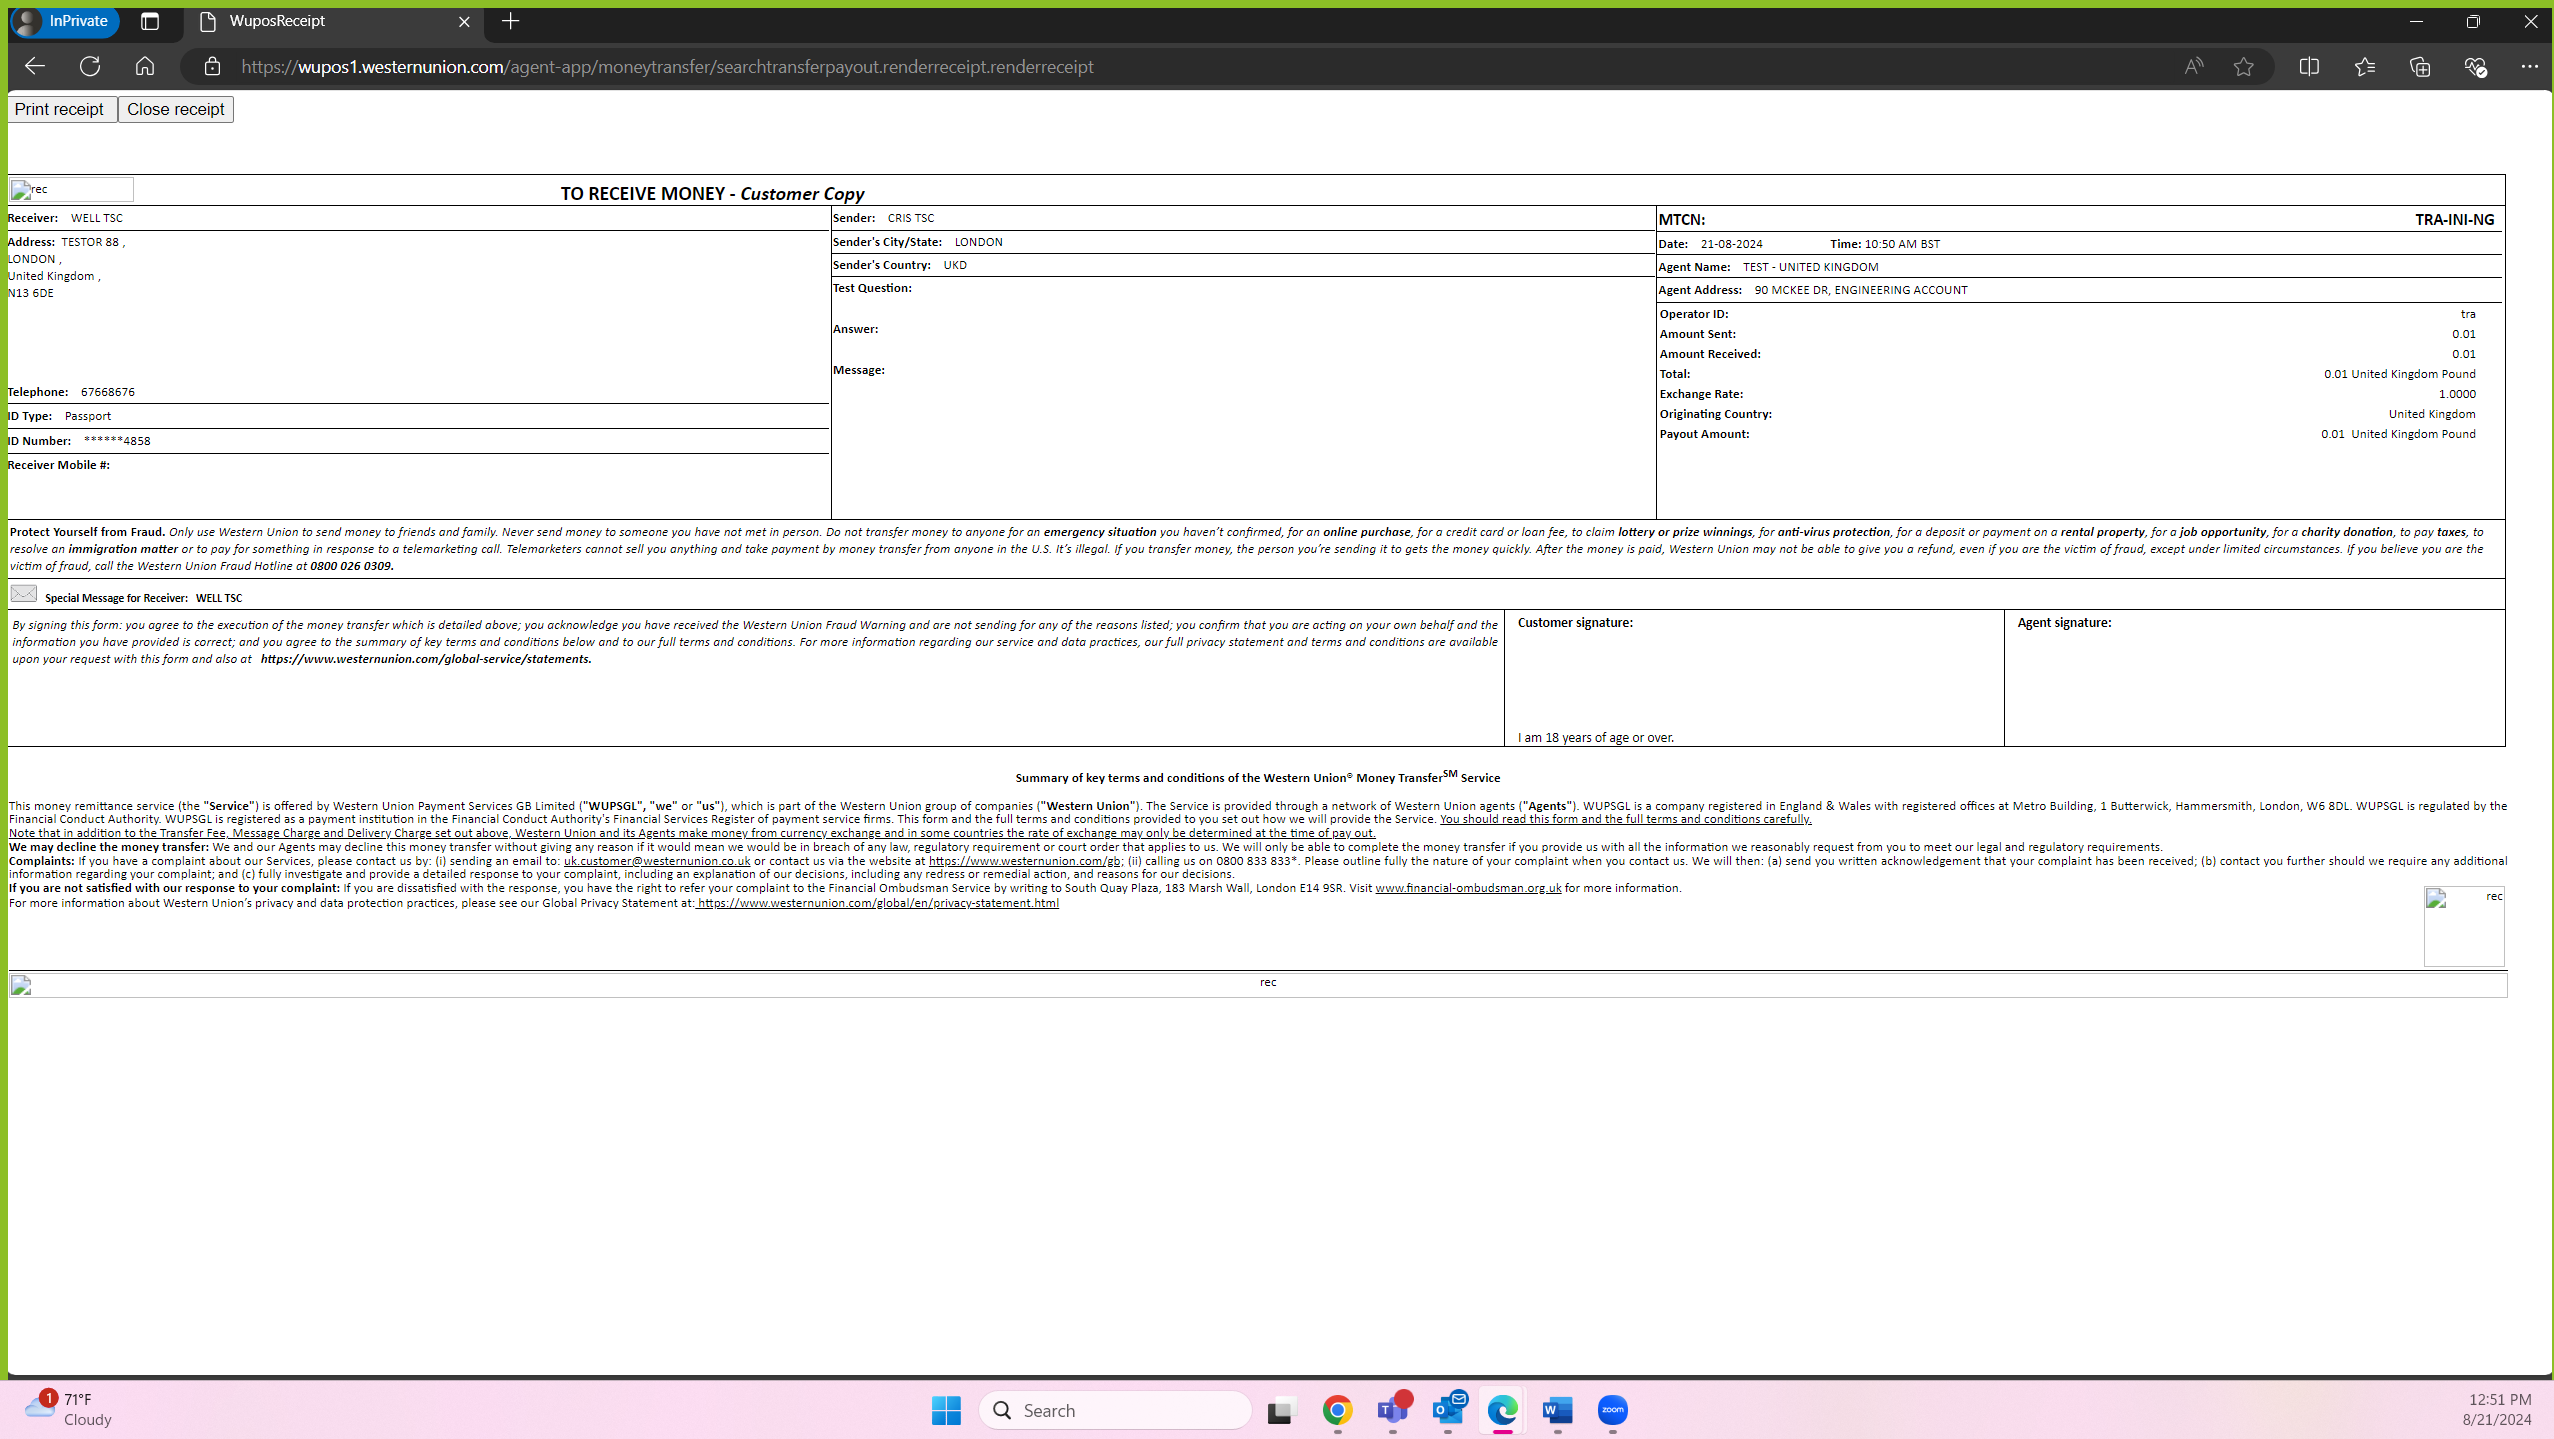 InPrivate
WuposReceipt
https://wupos1.westernunion.com/agent-app/moneytransfer/searchtransferpayout.renderreceipt.renderreceipt
Print receipt
Close receipt
rec
TO RECEIVE MONEY - Customer Copy
Receiver: WELL TSC
Address: TESTOR 88 ,
LONDON ,
United Kingdom ,
N13 6DE
Telephone: 67668676
ID Type: Passport
ID Number: ******4858
Receiver Mobile #:
Sender: CRIS TSC
Sender's City/State: LONDON
Sender's Country: UKD
Test Question:
Answer:
Message:
MTCN: TRA-INI-NG
Date: 21-08-2024 Time: 10:50 AM BST
Agent Name: TEST - UNITED KINGDOM
Agent Address: 90 MCKEE DR, ENGINEERING ACCOUNT
Operator ID: tra
Amount Sent: 0.01
Amount Received: 0.01
Total: 0.01 United Kingdom Pound
Exchange Rate: 1.0000
Originating Country: United Kingdom
Payout Amount: 0.01 United Kingdom Pound
Protect Yourself from Fraud. Only use Western Union to send money to friends and family. Never send money to someone you have not met in person. Do not transfer money to anyone for an emergency situation you haven't confirmed, for an online purchase, for a credit card or loan fee, to claim lottery or prize winnings, for anti-virus protection, for a deposit or payment on a rental property, for a job opportunity, for a charity donation, to pay taxes, to
resolve an immigration matter or to pay for something in response to a telemarketing call. Telemarketers cannot sell you anything and take payment by money transfer from anyone in the U.S. It's illegal. If you transfer money, the person you're sending it to gets the money quickly. After the money is paid, Western Union may not be able to give you a refund, even if you are the victim of fraud, except under limited circumstances. If you believe you are the
victim of fraud, call the Western Union Fraud Hotline at 0800 026 0309.
Special Message for Receiver: WELL TSC
By signing this form: you agree to the execution of the money transfer which is detailed above; you acknowledge you have received the Western Union Fraud Warning and are not sending for any of the reasons listed; you confirm that you are acting on your own behalf and the
information you have provided is correct; and you agree to the summary of key terms and conditions below and to our full terms and conditions. For more information regarding our service and data practices, our full privacy statement and terms and conditions are available
upon your request with this form and also at https://www.westernunion.com/global-service/statements.
Customer signature:
I am 18 years of age or over.
Agent signature:
Summary of key terms and conditions of the Western Union® Money TransferSM Service
This money remittance service (the "Service") is offered by Western Union Payment Services GB Limited ("WUPSGL", "we" or "us"), which is part of the Western Union group of companies ("Western Union"). The Service is provided through a network of Western Union agents ("Agents"). WUPSGL is a company registered in England & Wales with registered offices at Metro Building, 1 Butterwick, Hammersmith, London, W6 8DL. WUPSGL is regulated by the
Financial Conduct Authority. WUPSGL is registered as a payment institution in the Financial Conduct Authority's Financial Services Register of payment service firms. This form and the full terms and conditions provided to you set out how we will provide the Service. You should read this form and the full terms and conditions carefully.
Note that in addition to the Transfer Fee, Message Charge and Delivery Charge set out above, Western Union and its Agents make money from currency exchange and in some countries the rate of exchange may only be determined at the time of pay out.
We may decline the money transfer: We and our Agents may decline this money transfer without giving any reason if it would mean we would be in breach of any law, regulatory requirement or court order that applies to us. We will only be able to complete the money transfer if you provide us with all the information we reasonably request from you to meet our legal and regulatory requirements.
Complaints: If you have a complaint about our Services, please contact us by: (i) sending an email to: uk.customer@westernunion.co.uk or contact us via the website at https://www.westernunion.com/gb; (ii) calling us on 0800 833 833*. Please outline fully the nature of your complaint when you contact us. We will then: (a) send you written acknowledgement that your complaint has been received; (b) contact you further should we require any additional
information regarding your complaint; and (c) fully investigate and provide a detailed response to your complaint, including an explanation of our decisions, including any redress or remedial action, and reasons for our decisions.
If you are not satisfied with our response to your complaint: If you are dissatisfied with the response, you have the right to refer your complaint to the Financial Ombudsman Service by writing to South Quay Plaza, 183 Marsh Wall, London E14 9SR. Visit www.financial-ombudsman.org.uk for more information.
For more information about Western Union's privacy and data protection practices, please see our Global Privacy Statement at: https://www.westernunion.com/global/en/privacy-statement.html
rec
rec
1
71°F
Cloudy
Search
zoom
12:51 PM
8/21/2024